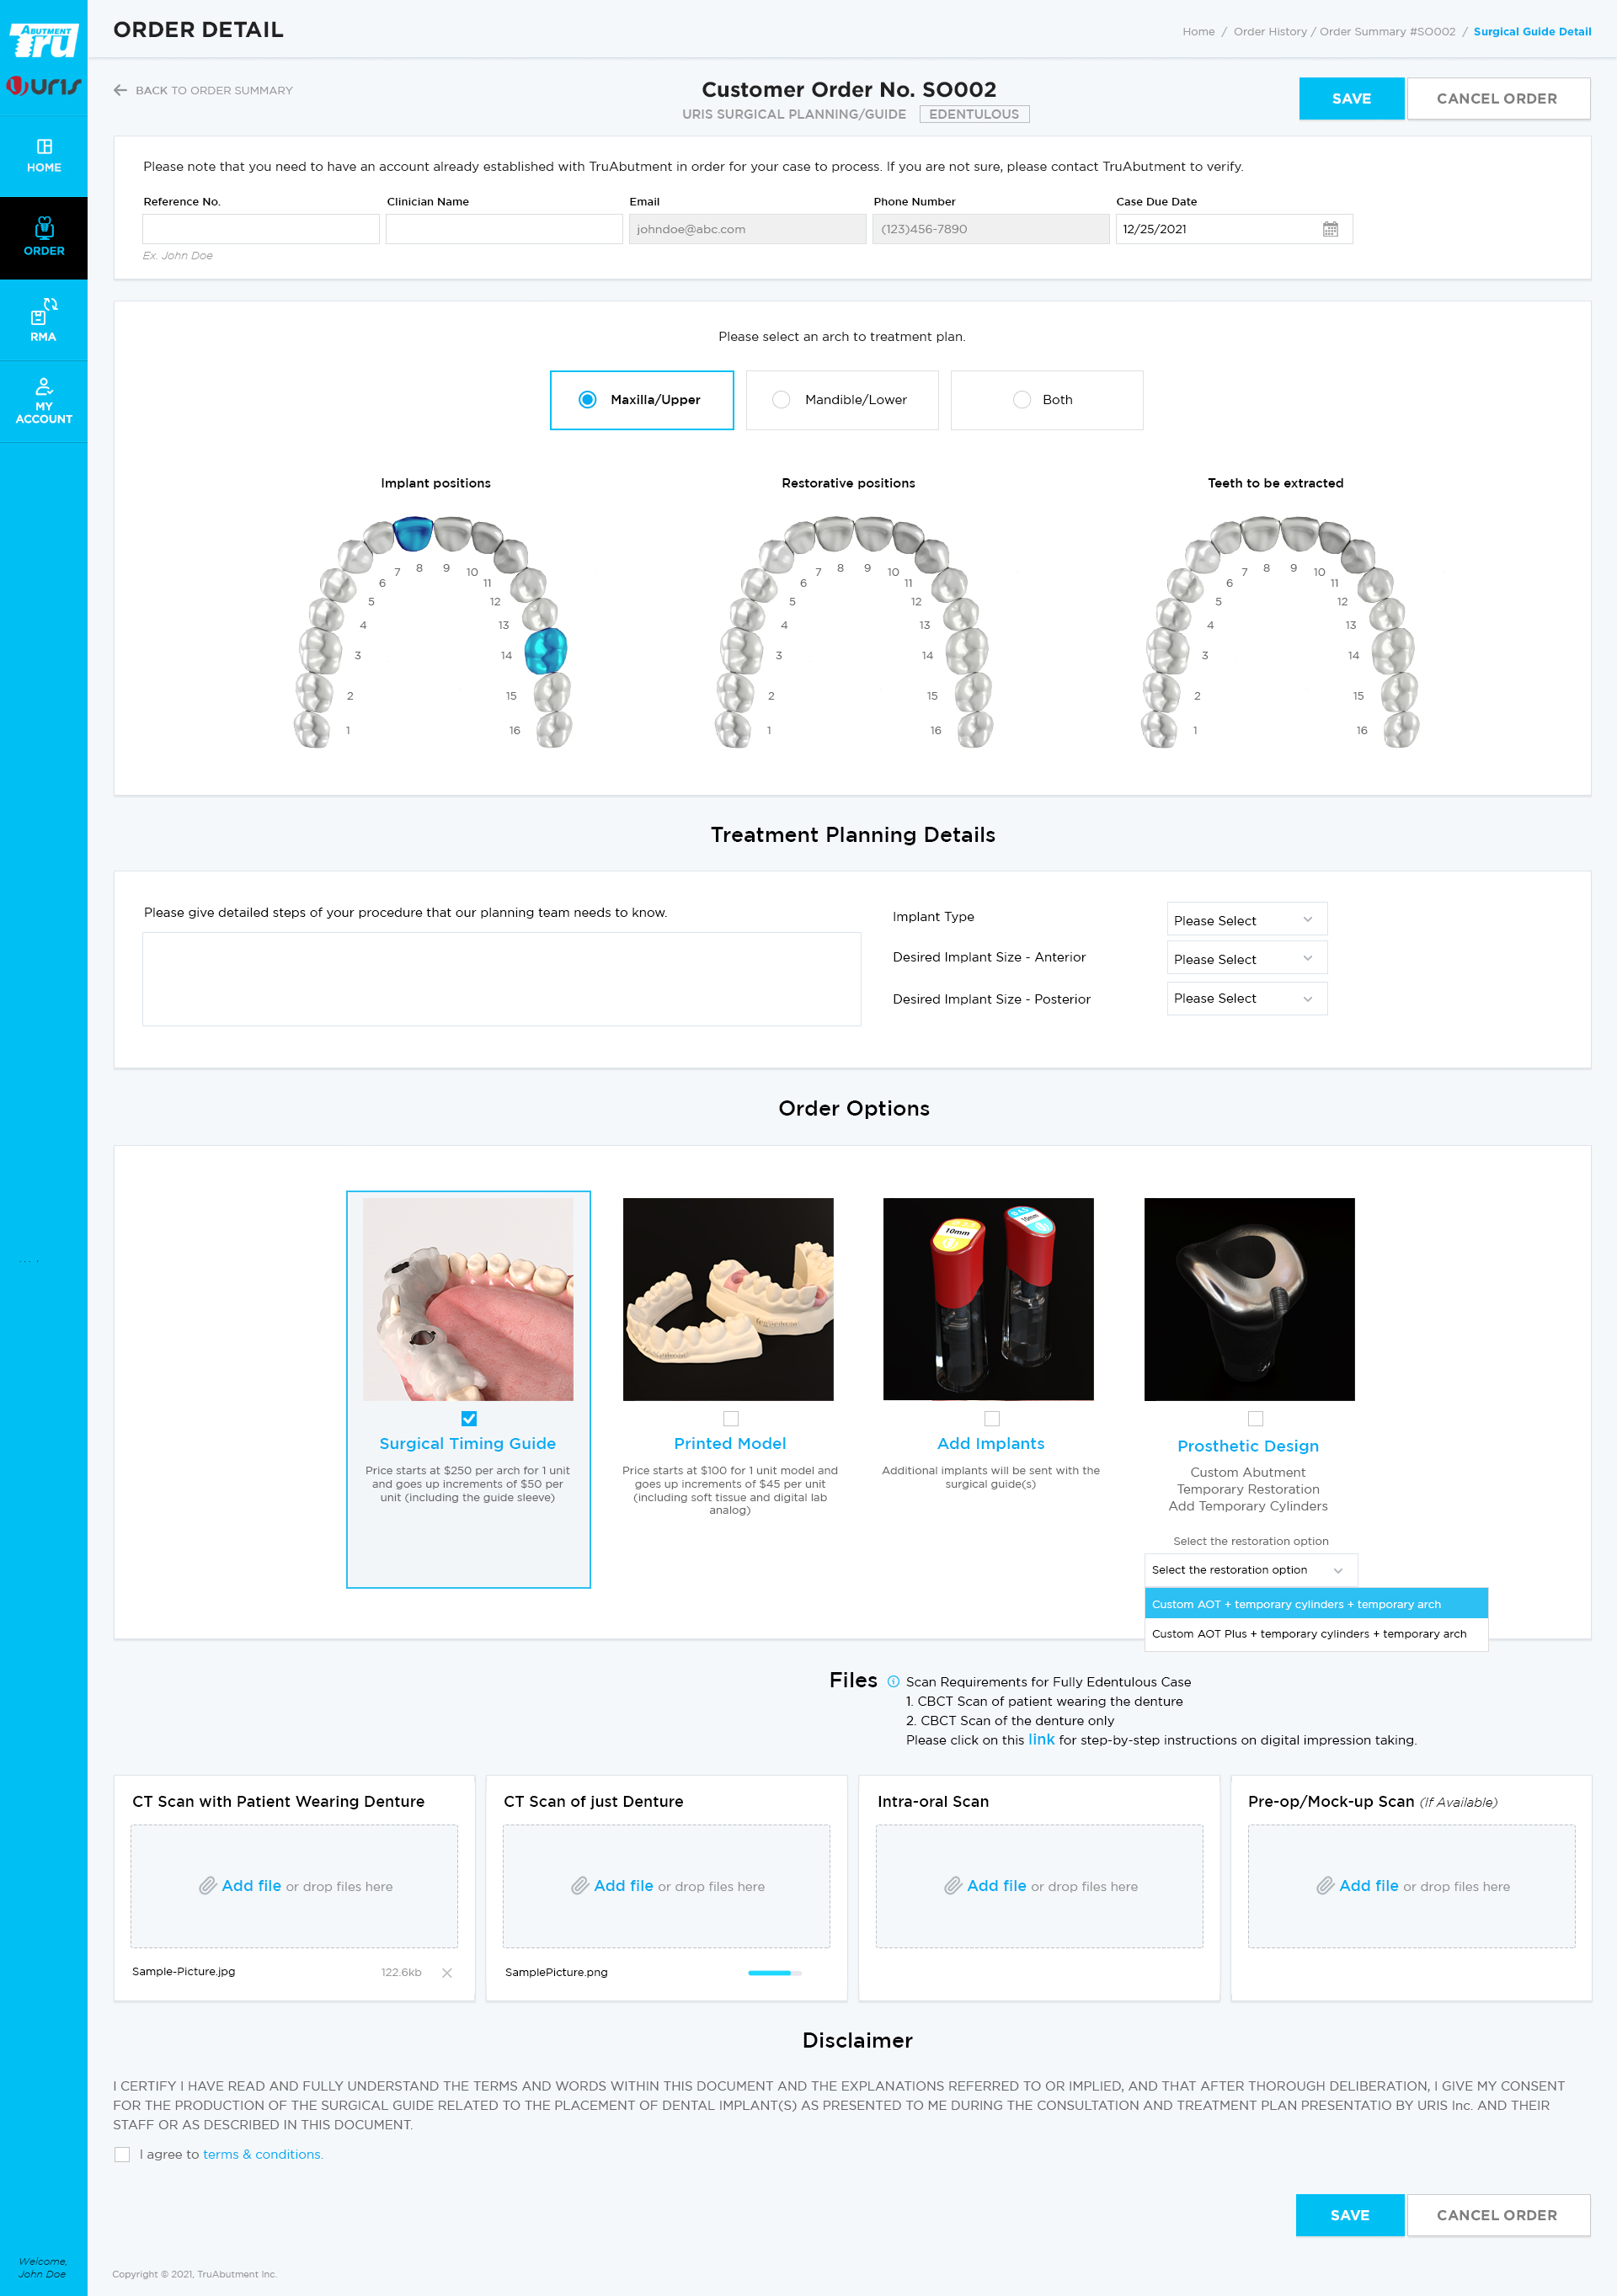 ABUTMENT
Tru
URIS
HOME
ORDER
RMA
MY
ACCOUNT
Welcome,
John Doe
ORDER DETAIL
Home / Order History / Order Summary #SO002 / Surgical Guide Detail
BACK TO ORDER SUMMARY
Customer Order No. SO002
URIS SURGICAL PLANNING/GUIDE EDENTULOUS
SAVE
CANCEL ORDER
Please note that you need to have an account already established with TruAbutment in order for your case to process. If you are not sure, please contact TruAbutment to verify.
Reference No.
Clinician Name
Email
Phone Number
Case Due Date
johndoe@abc.com
(123)456-7890
12/25/2021
Ex. John Doe
Please select an arch to treatment plan.
Maxilla/Upper
Mandible/Lower
Both
Implant positions
1
2
3
4
5
6
7
8
9
10
11
12
13
14
15
16
Restorative positions
1
2
3
4
5
6
7
8
9
10
11
12
13
14
15
16
Teeth to be extracted
1
2
3
4
5
6
7
8
9
10
11
12
13
14
15
16
Treatment Planning Details
Please give detailed steps of your procedure that our planning team needs to know.
Implant Type
Please Select
Desired Implant Size - Anterior
Please Select
Desired Implant Size - Posterior
Please Select
Order Options
Surgical Timing Guide
Price starts at $250 per arch for 1 unit
and goes up increments of $50 per
unit (including the guide sleeve)
Printed Model
Price starts at $100 for 1 unit model and
goes up increments of $45 per unit
(including soft tissue and digital lab
analog)
10mm
10mm
Add Implants
Additional implants will be sent with the
surgical guide(s)
Prosthetic Design
Custom Abutment
Temporary Restoration
Add Temporary Cylinders
Select the restoration option
Select the restoration option
Custom AOT + temporary cylinders + temporary arch
Custom AOT Plus + temporary cylinders + temporary arch
Files
Scan Requirements for Fully Edentulous Case
1. CBCT Scan of patient wearing the denture
2. CBCT Scan of the denture only
Please click on this link for step-by-step instructions on digital impression taking.
CT Scan with Patient Wearing Denture
Add file or drop files here
Sample-Picture.jpg
122.6kb
CT Scan of just Denture
Add file or drop files here
SamplePicture.png
Intra-oral Scan
Add file or drop files here
Pre-op/Mock-up Scan (If Available)
Add file or drop files here
Disclaimer
I CERTIFY I HAVE READ AND FULLY UNDERSTAND THE TERMS AND WORDS WITHIN THIS DOCUMENT AND THE EXPLANATIONS REFERRED TO OR IMPLIED, AND THAT AFTER THOROUGH DELIBERATION, I GIVE MY CONSENT
FOR THE PRODUCTION OF THE SURGICAL GUIDE RELATED TO THE PLACEMENT OF DENTAL IMPLANT(S) AS PRESENTED TO ME DURING THE CONSULTATION AND TREATMENT PLAN PRESENTATIO BY URIS Inc. AND THEIR
STAFF OR AS DESCRIBED IN THIS DOCUMENT.
I agree to terms & conditions.
SAVE
CANCEL ORDER
Copyright © 2021, TruAbutment Inc.